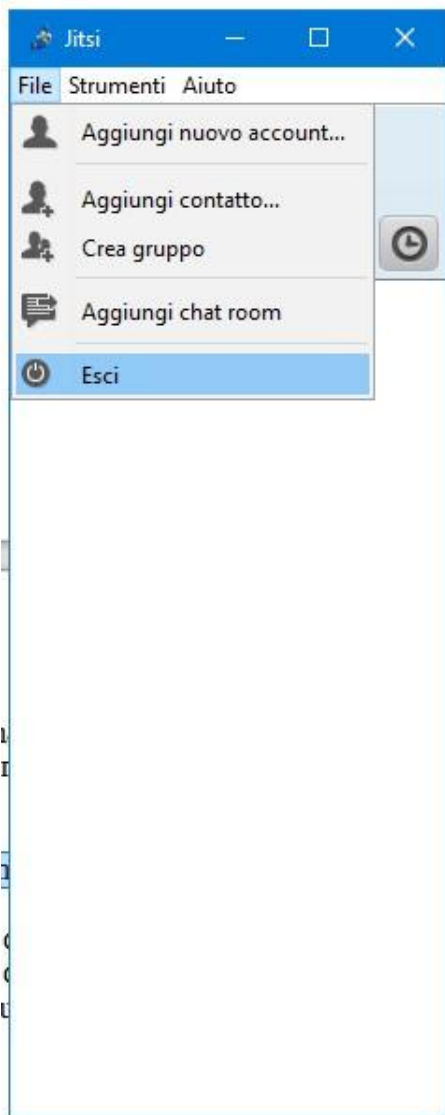 Jitsi
File Strumenti Aiuto
Aggiungi nuovo account...
Aggiungi contatto...
Crea gruppo
Aggiungi chat room
Esci